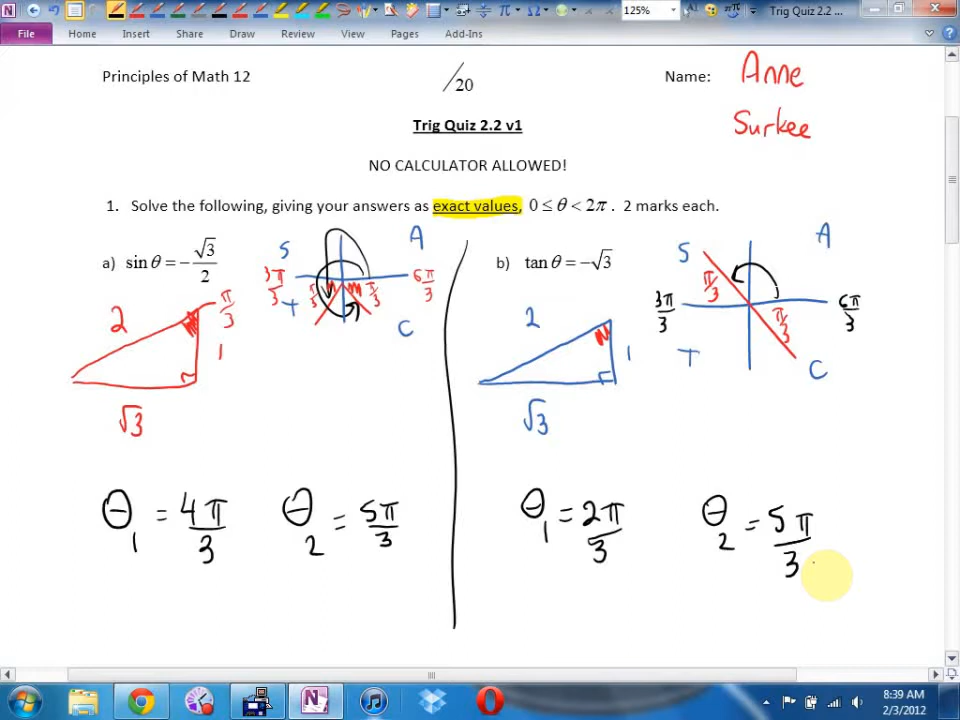 125%
Trig Quiz 2.2 ...
File Home Insert Share Draw Review View Pages Add-Ins
Principles of Math 12
/20
Name: Anne
Surkee
Trig Quiz 2.2 v1
NO CALCULATOR ALLOWED!
1. Solve the following, giving your answers as exact values, 0 ≤ θ < 2π . 2 marks each.
a) sin θ = −√3/2
S A
3π/3 6π/3
π/3 π/3
T C
2 π/3
1
√3
θ1 = 4π/3 θ2 = 5π/3
b) tan θ = −√3
S A
π/3
3π/3 6π/3
π/3
T C
2
1
√3
θ1 = 2π/3 θ2 = 5π/3
8:39 AM
2/3/2012